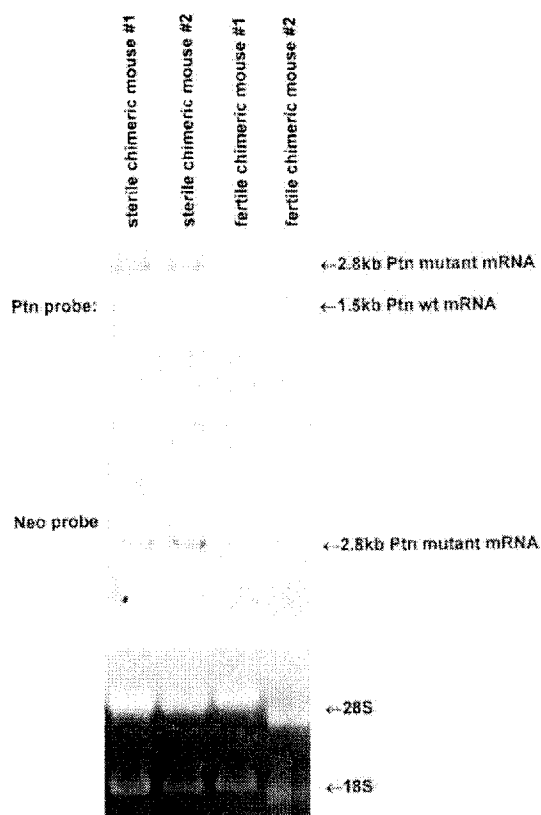 sterile chimeric mouse #1
sterile chimeric mouse #2
fertile chimeric mouse #1
fertile chimeric mouse #2
←2.8kb Ptn mutant mRNA
Ptn probe:
←1.5kb Ptn wt mRNA
Neo probe
←2.8kb Ptn mutant mRNA
←28S
←18S